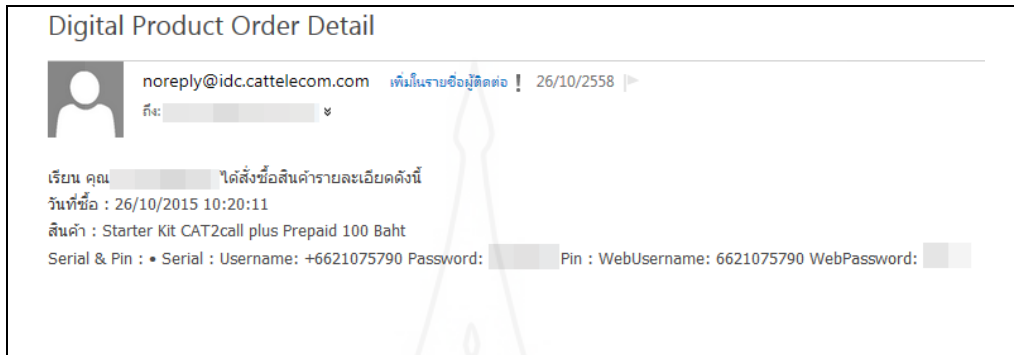 Digital Product Order Detail
noreply@idc.cattelecom.com เพิ่มในรายชื่อผู้ติดต่อ ! 26/10/2558
ถึง:
เรียน คุณ ได้สั่งซื้อสินค้ารายละเอียดดังนี้
วันที่ซื้อ : 26/10/2015 10:20:11
สินค้า : Starter Kit CAT2call plus Prepaid 100 Baht
Serial & Pin : • Serial : Username: +6621075790 Password: Pin : WebUsername: 6621075790 WebPassword: